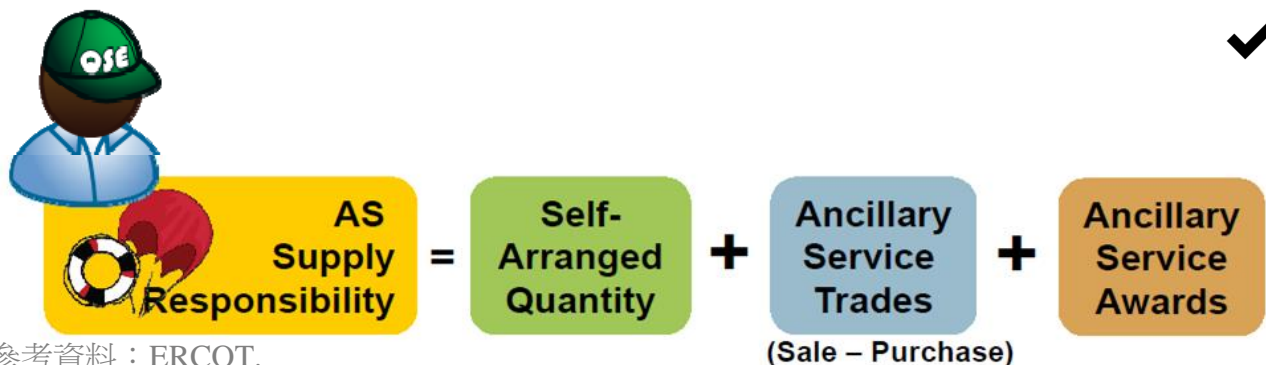 QSE
AS
Supply
Responsibility
=
Self-
Arranged
Quantity
+
Ancillary
Service
Trades
(Sale – Purchase)
+
Ancillary
Service
Awards
參考資料：ERCOT.